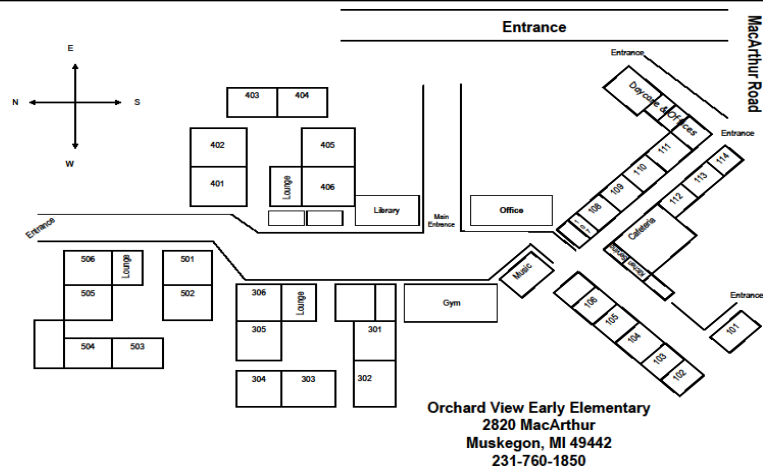 Entrance
MacArthur Road
E
N
S
W
Entrance
Daycare & Offices
Entrance
403
404
402
405
401
Lounge
406
111
110
109
108
107
114
113
112
Library
Main
Entrence
Office
Cafeteria
Kitchen
Entrance
506
Lounge
501
505
502
504
503
306
Lounge
305
301
304
303
302
Gym
Music
106
105
104
103
102
Entrance
101
Orchard View Early Elementary
2820 MacArthur
Muskegon, MI 49442
231-760-1850